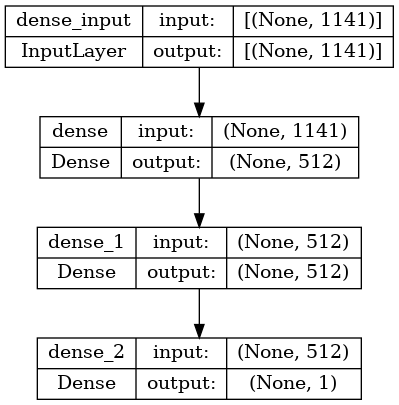 dense_input input: [(None, 1141)]
InputLayer output: [(None, 1141)]
dense input: (None, 1141)
Dense output: (None, 512)
dense_1 input: (None, 512)
Dense output: (None, 512)
dense_2 input: (None, 512)
Dense output: (None, 1)